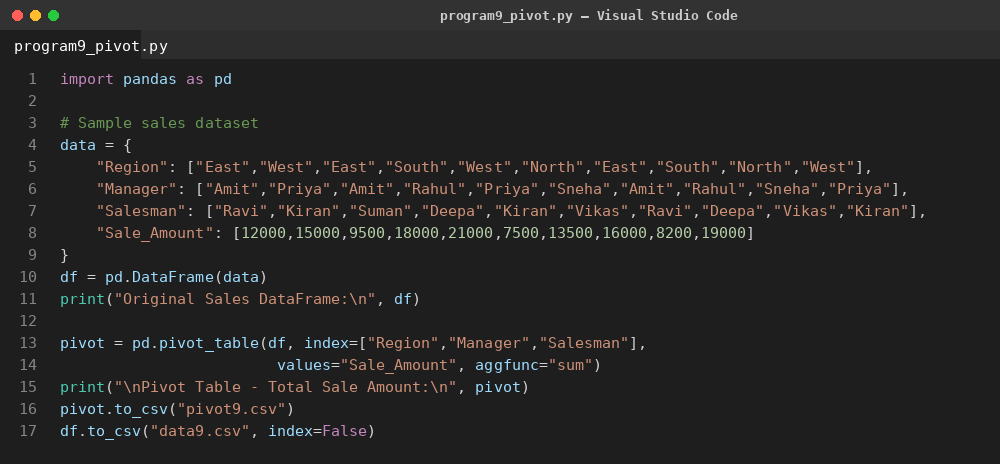 program9_pivot.py — Visual Studio Code
program9_pivot.py
1 import pandas as pd
2
3 # Sample sales dataset
4 data = {
5     "Region": ["East","West","East","South","West","North","East","South","North","West"],
6     "Manager": ["Amit","Priya","Amit","Rahul","Priya","Sneha","Amit","Rahul","Sneha","Priya"],
7     "Salesman": ["Ravi","Kiran","Suman","Deepa","Kiran","Vikas","Ravi","Deepa","Vikas","Kiran"],
8     "Sale_Amount": [12000,15000,9500,18000,21000,7500,13500,16000,8200,19000]
9 }
10 df = pd.DataFrame(data)
11 print("Original Sales DataFrame:\n", df)
12
13 pivot = pd.pivot_table(df, index=["Region","Manager","Salesman"],
14                         values="Sale_Amount", aggfunc="sum")
15 print("\nPivot Table - Total Sale Amount:\n", pivot)
16 pivot.to_csv("pivot9.csv")
17 df.to_csv("data9.csv", index=False)